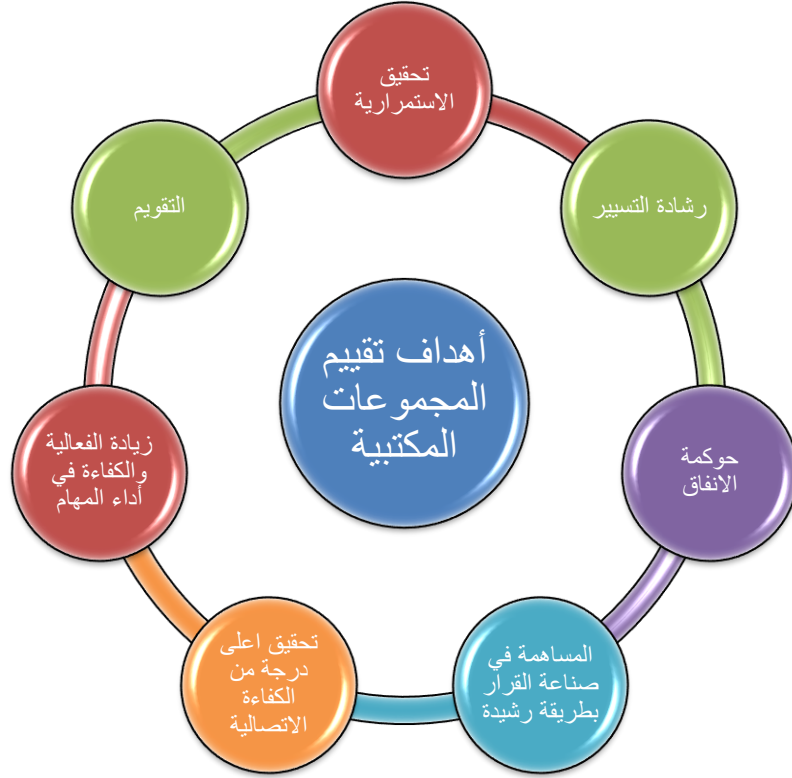 تحقيق
الاستمرارية
رشادة التسيير
حوكمة
الانفاق
المساهمة في
صناعة القرار
بطريقة رشيدة
تحقيق اعلى
درجة من
الكفاءة
الاتصالية
زيادة الفعالية
والكفاءة في
أداء المهام
التقويم
أهداف تقييم
المجموعات
المكتبية